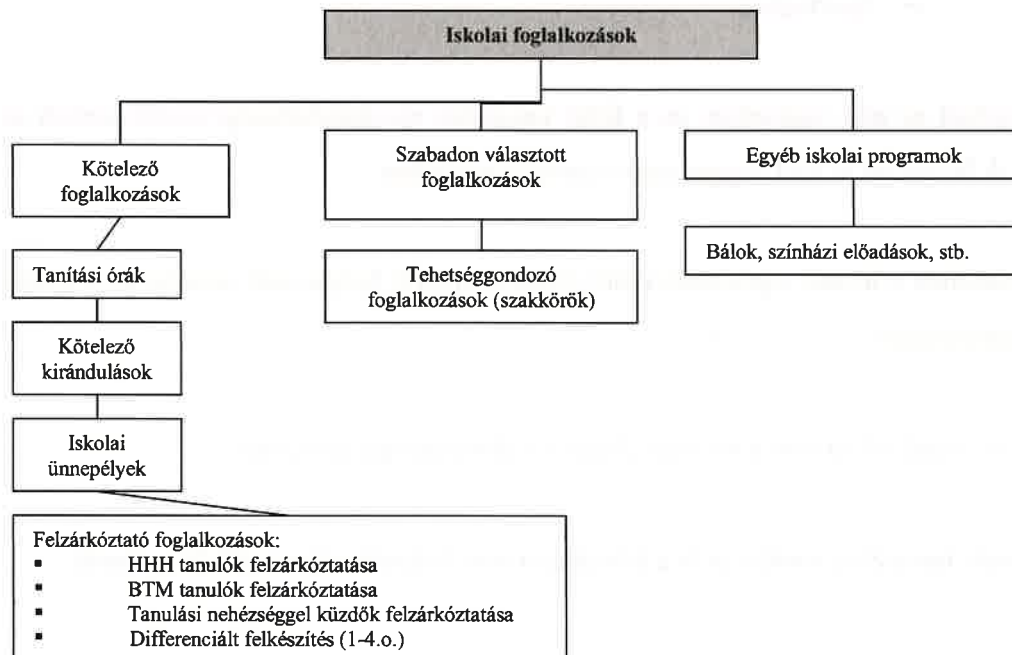 Iskolai foglalkozások
Kötelező
foglalkozások
Szabadon választott
foglalkozások
Egyéb iskolai programok
Tanítási órák
Tehetséggondozó
foglalkozások (szakkörök)
Bálok, színházi előadások, stb.
Kötelező
kirándulások
Iskolai
ünnepélyek
Felzárkóztató foglalkozások:
▪ HHH tanulók felzárkóztatása
▪ BTM tanulók felzárkóztatása
▪ Tanulási nehézséggel küzdők felzárkóztatása
▪ Differenciált felkészítés (1-4.o.)